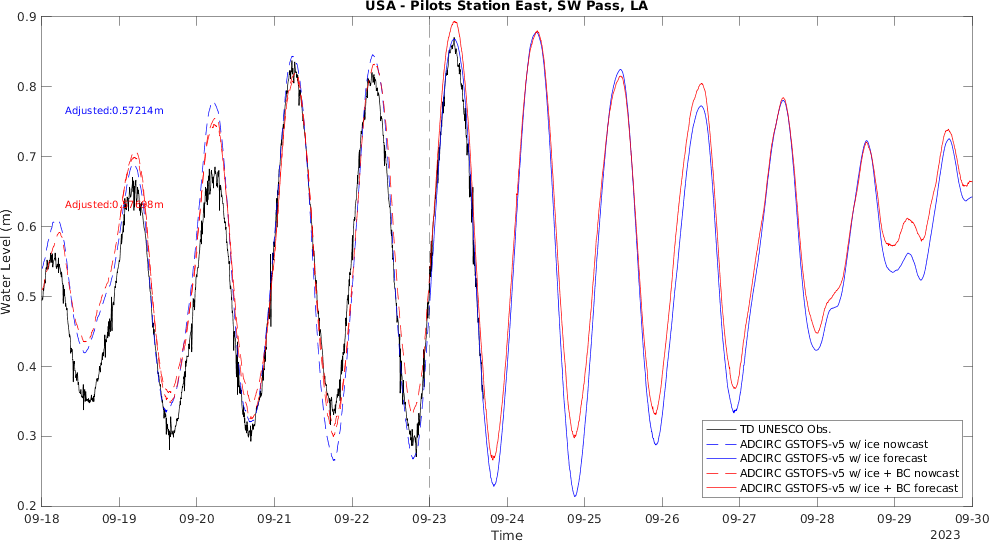 USA - Pilots Station East, SW Pass, LA
0.9
0.8
0.7
0.6
0.5
0.4
0.3
0.2
Water Level (m)
Adjusted:0.57214m
TD UNESCO Obs.
ADCIRC GSTOFS-v5 w/ ice nowcast
ADCIRC GSTOFS-v5 w/ ice forecast
ADCIRC GSTOFS-v5 w/ ice + BC nowcast
ADCIRC GSTOFS-v5 w/ ice + BC forecast
09-18 09-19 09-20 09-21 09-22 09-23 09-24 09-25 09-26 09-27 09-28 09-29 09-30
Time
2023